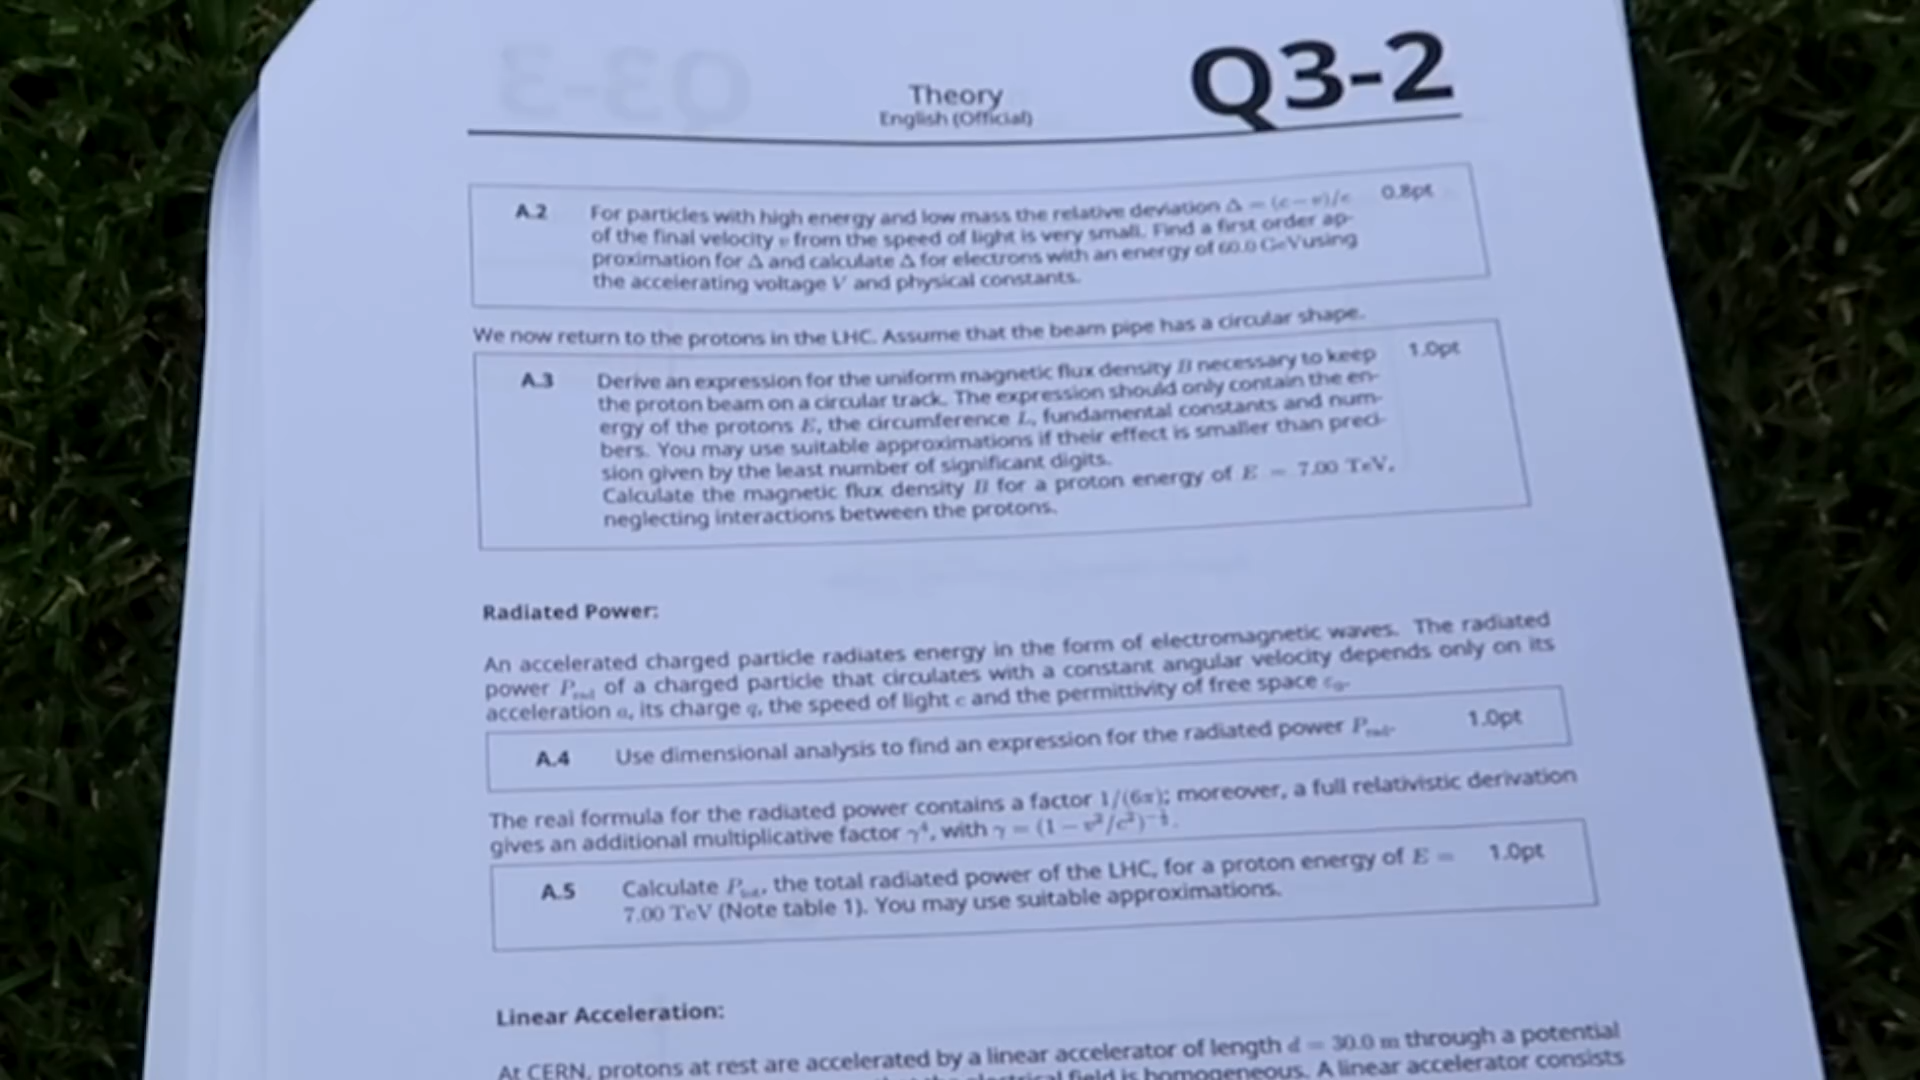 Q3-2
Theory
English (Official)
A.2 For particles with high energy and low mass the relative deviation Δ = (c−v)/c 0.8pt
of the final velocity v from the speed of light is very small. Find a first order ap-
proximation for Δ and calculate Δ for electrons with an energy of 60.0 GeVusing
the accelerating voltage V and physical constants.
We now return to the protons in the LHC. Assume that the beam pipe has a circular shape.
A.3 Derive an expression for the uniform magnetic flux density B necessary to keep 1.0pt
the proton beam on a circular track. The expression should only contain the en-
ergy of the protons E, the circumference L, fundamental constants and num-
bers. You may use suitable approximations if their effect is smaller than preci-
sion given by the least number of significant digits.
Calculate the magnetic flux density B for a proton energy of E = 7.00 TeV,
neglecting interactions between the protons.
Radiated Power:
An accelerated charged particle radiates energy in the form of electromagnetic waves. The radiated
power P_rad of a charged particle that circulates with a constant angular velocity depends only on its
acceleration a, its charge q, the speed of light c and the permittivity of free space ε₀.
A.4 Use dimensional analysis to find an expression for the radiated power P_rad. 1.0pt
The real formula for the radiated power contains a factor 1/(6π); moreover, a full relativistic derivation
gives an additional multiplicative factor γ⁴, with γ = (1 − v²/c²)^−½.
A.5 Calculate P_tot, the total radiated power of the LHC, for a proton energy of E = 1.0pt
7.00 TeV (Note table 1). You may use suitable approximations.
Linear Acceleration:
At CERN, protons at rest are accelerated by a linear accelerator of length d = 30.0 m through a potential
the electrical field is homogeneous. A linear accelerator consists